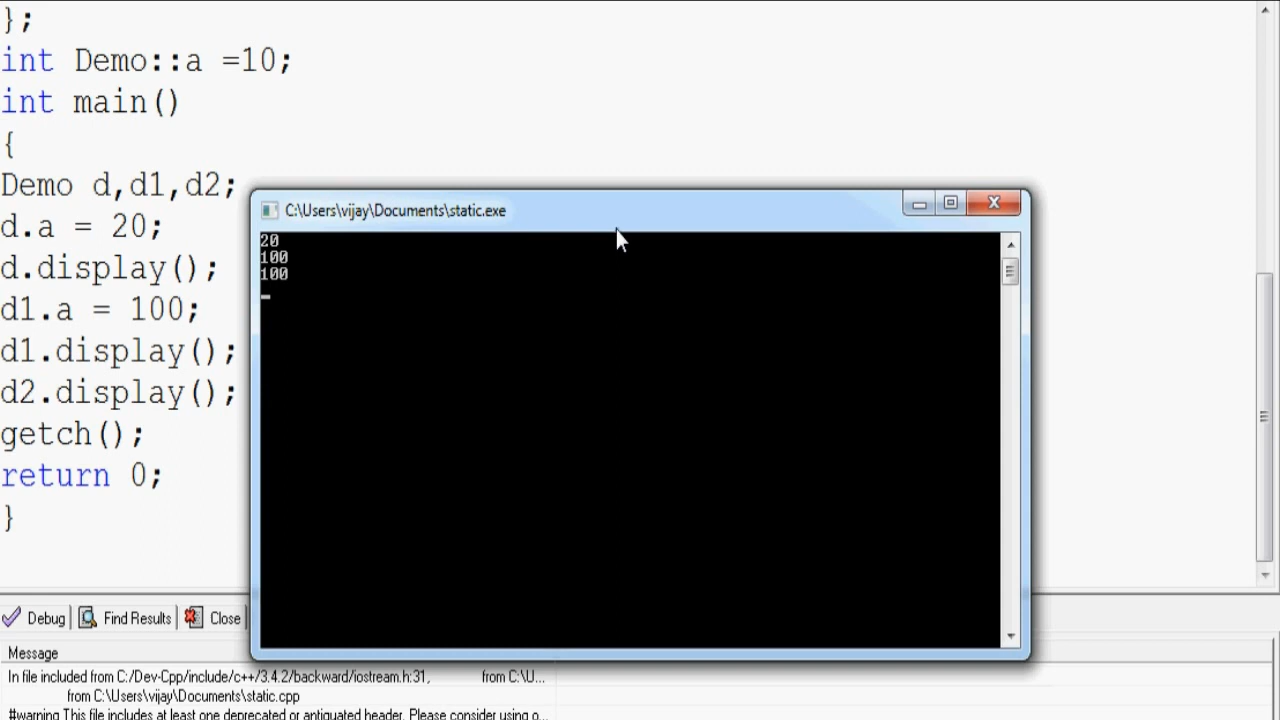 };
int Demo::a =10;
int main()
{
Demo d,d1,d2;
d.a = 20;
d.display();
d1.a = 100;
d1.display();
d2.display();
getch();
return 0;
}
C:\Users\vijay\Documents\static.exe
20
100
100
Debug Find Results Close
Message
In file included from C:/Dev-Cpp/include/c++/3.4.2/backward/iostream.h:31, from C:\U...
from C:\Users\vijay\Documents\static.cpp
#warning This file includes at least one deprecated or antiquated header. Please consider using o...